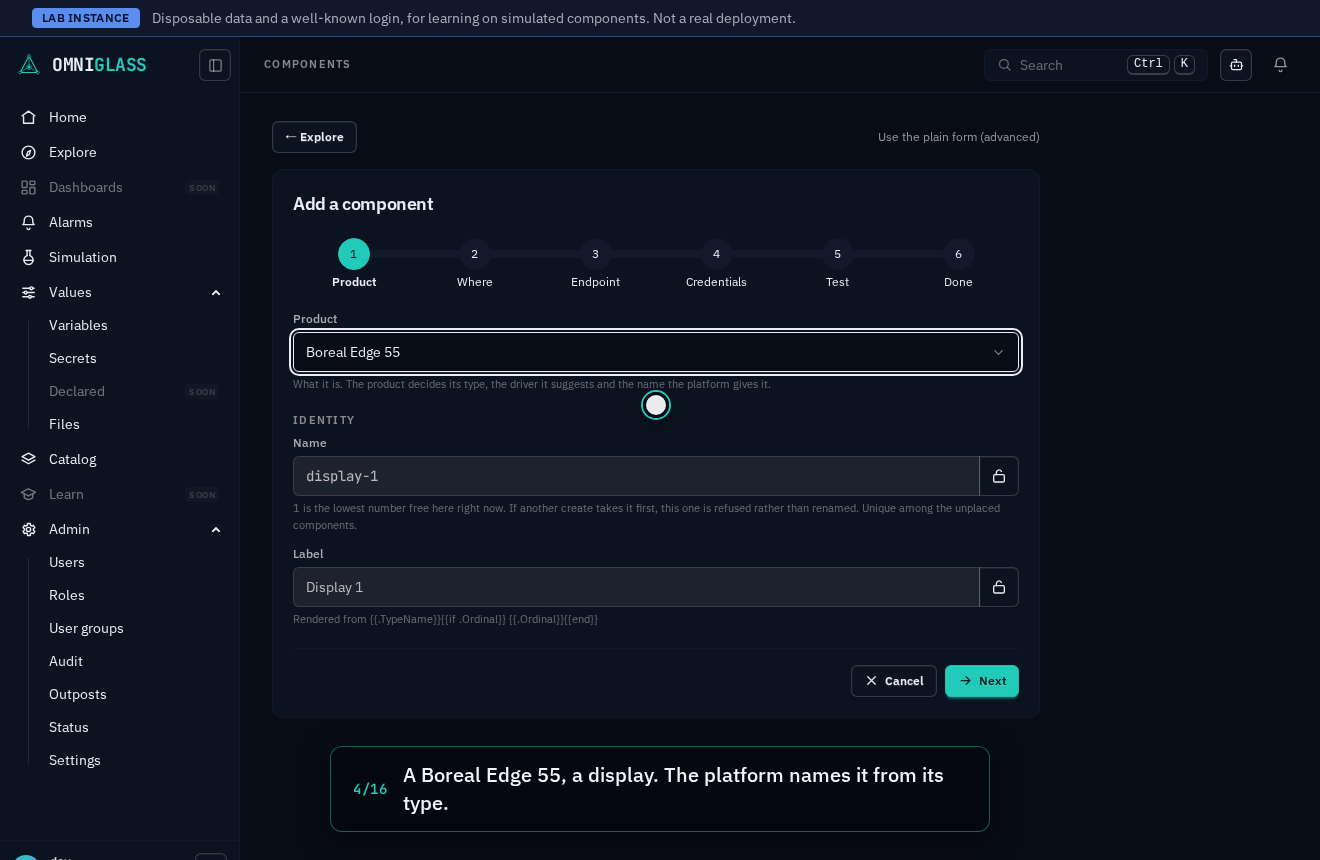 LAB INSTANCE Disposable data and a well-known login, for learning on simulated components. Not a real deployment.
OMNIGLASS
COMPONENTS
Search Ctrl K
Home
Explore
Dashboards SOON
Alarms
Simulation
Values
Variables
Secrets
Declared SOON
Files
Catalog
Learn SOON
Admin
Users
Roles
User groups
Audit
Outposts
Status
Settings
← Explore
Use the plain form (advanced)
Add a component
1 2 3 4 5 6
Product Where Endpoint Credentials Test Done
Product
Boreal Edge 55
What it is. The product decides its type, the driver it suggests and the name the platform gives it.
IDENTITY
Name
display-1
1 is the lowest number free here right now. If another create takes it first, this one is refused rather than renamed. Unique among the unplaced
components.
Label
Display 1
Rendered from {{.TypeName}}{{if .Ordinal}} {{.Ordinal}}{{end}}
Cancel
→ Next
4/16
A Boreal Edge 55, a display. The platform names it from its
type.